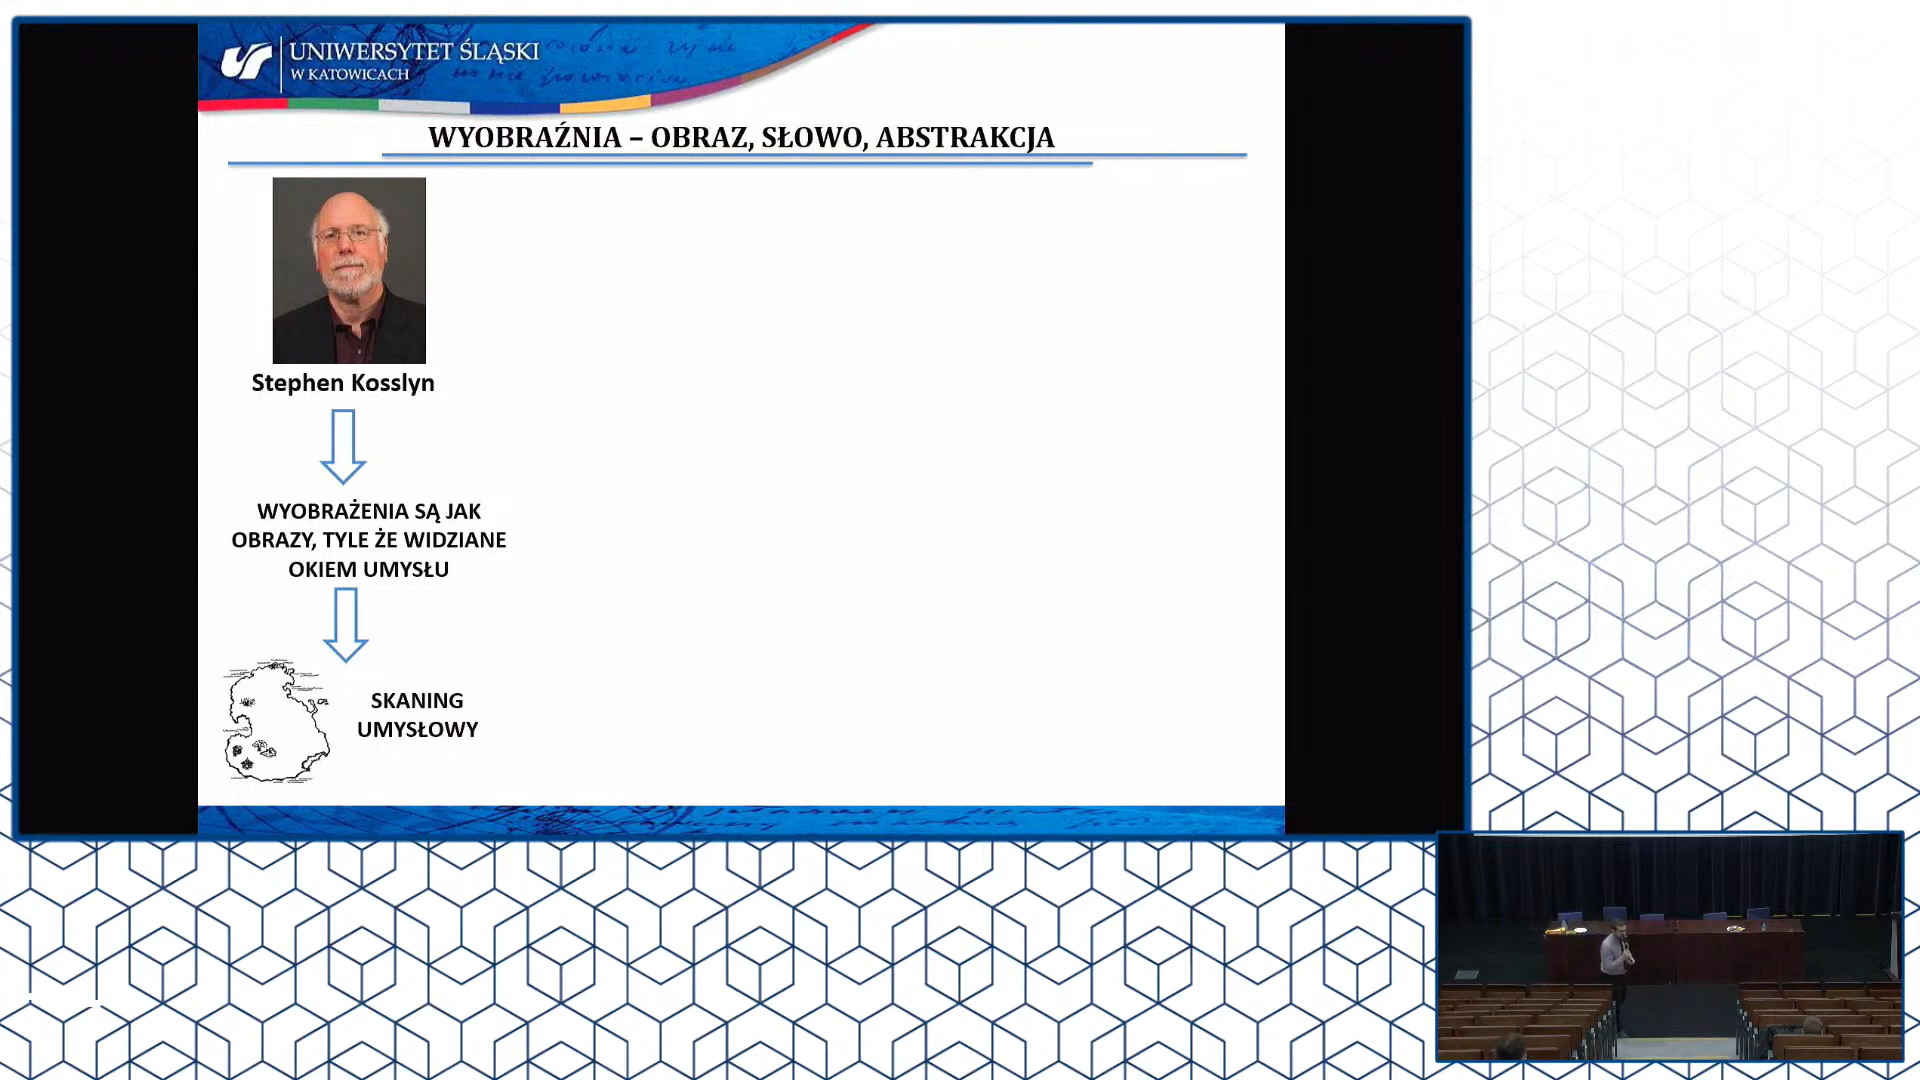 UNIWERSYTET ŚLĄSKI
W KATOWICACH
WYOBRAŹNIA – OBRAZ, SŁOWO, ABSTRAKCJA
Stephen Kosslyn
WYOBRAŻENIA SĄ JAK
OBRAZY, TYLE ŻE WIDZIANE
OKIEM UMYSŁU
SKANING
UMYSŁOWY